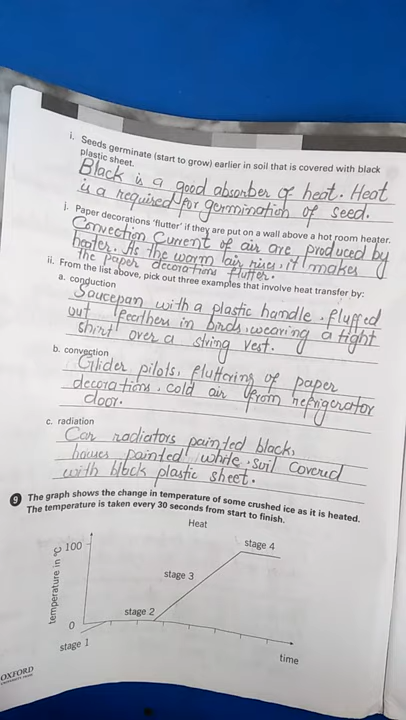 i. Seeds germinate (start to grow) earlier in soil that is covered with black
plastic sheet.
Black is a good absorber of heat. Heat
is a required for germination of seed.
j. Paper decorations 'flutter' if they are put on a wall above a hot room heater.
Convection Current of air are produced by
heater. As the warm air rises, it makes
the paper decorations flutter.
ii. From the list above, pick out three examples that involve heat transfer by:
a. conduction
Saucepan with a plastic handle. fluffed
out feathers in birds, wearing a tight
shirt over a string vest.
b. convection
Glider pilots, fluttering of paper
decorations. cold air from refrigerator
door.
c. radiation
Car radiators painted black,
houses painted white. Soil Covered
with black plastic sheet.
9 The graph shows the change in temperature of some crushed ice as it is heated.
The temperature is taken every 30 seconds from start to finish.
Heat
temperature in °C
100
0
stage 1
stage 2
stage 3
stage 4
time
OXFORD
UNIVERSITY PRESS